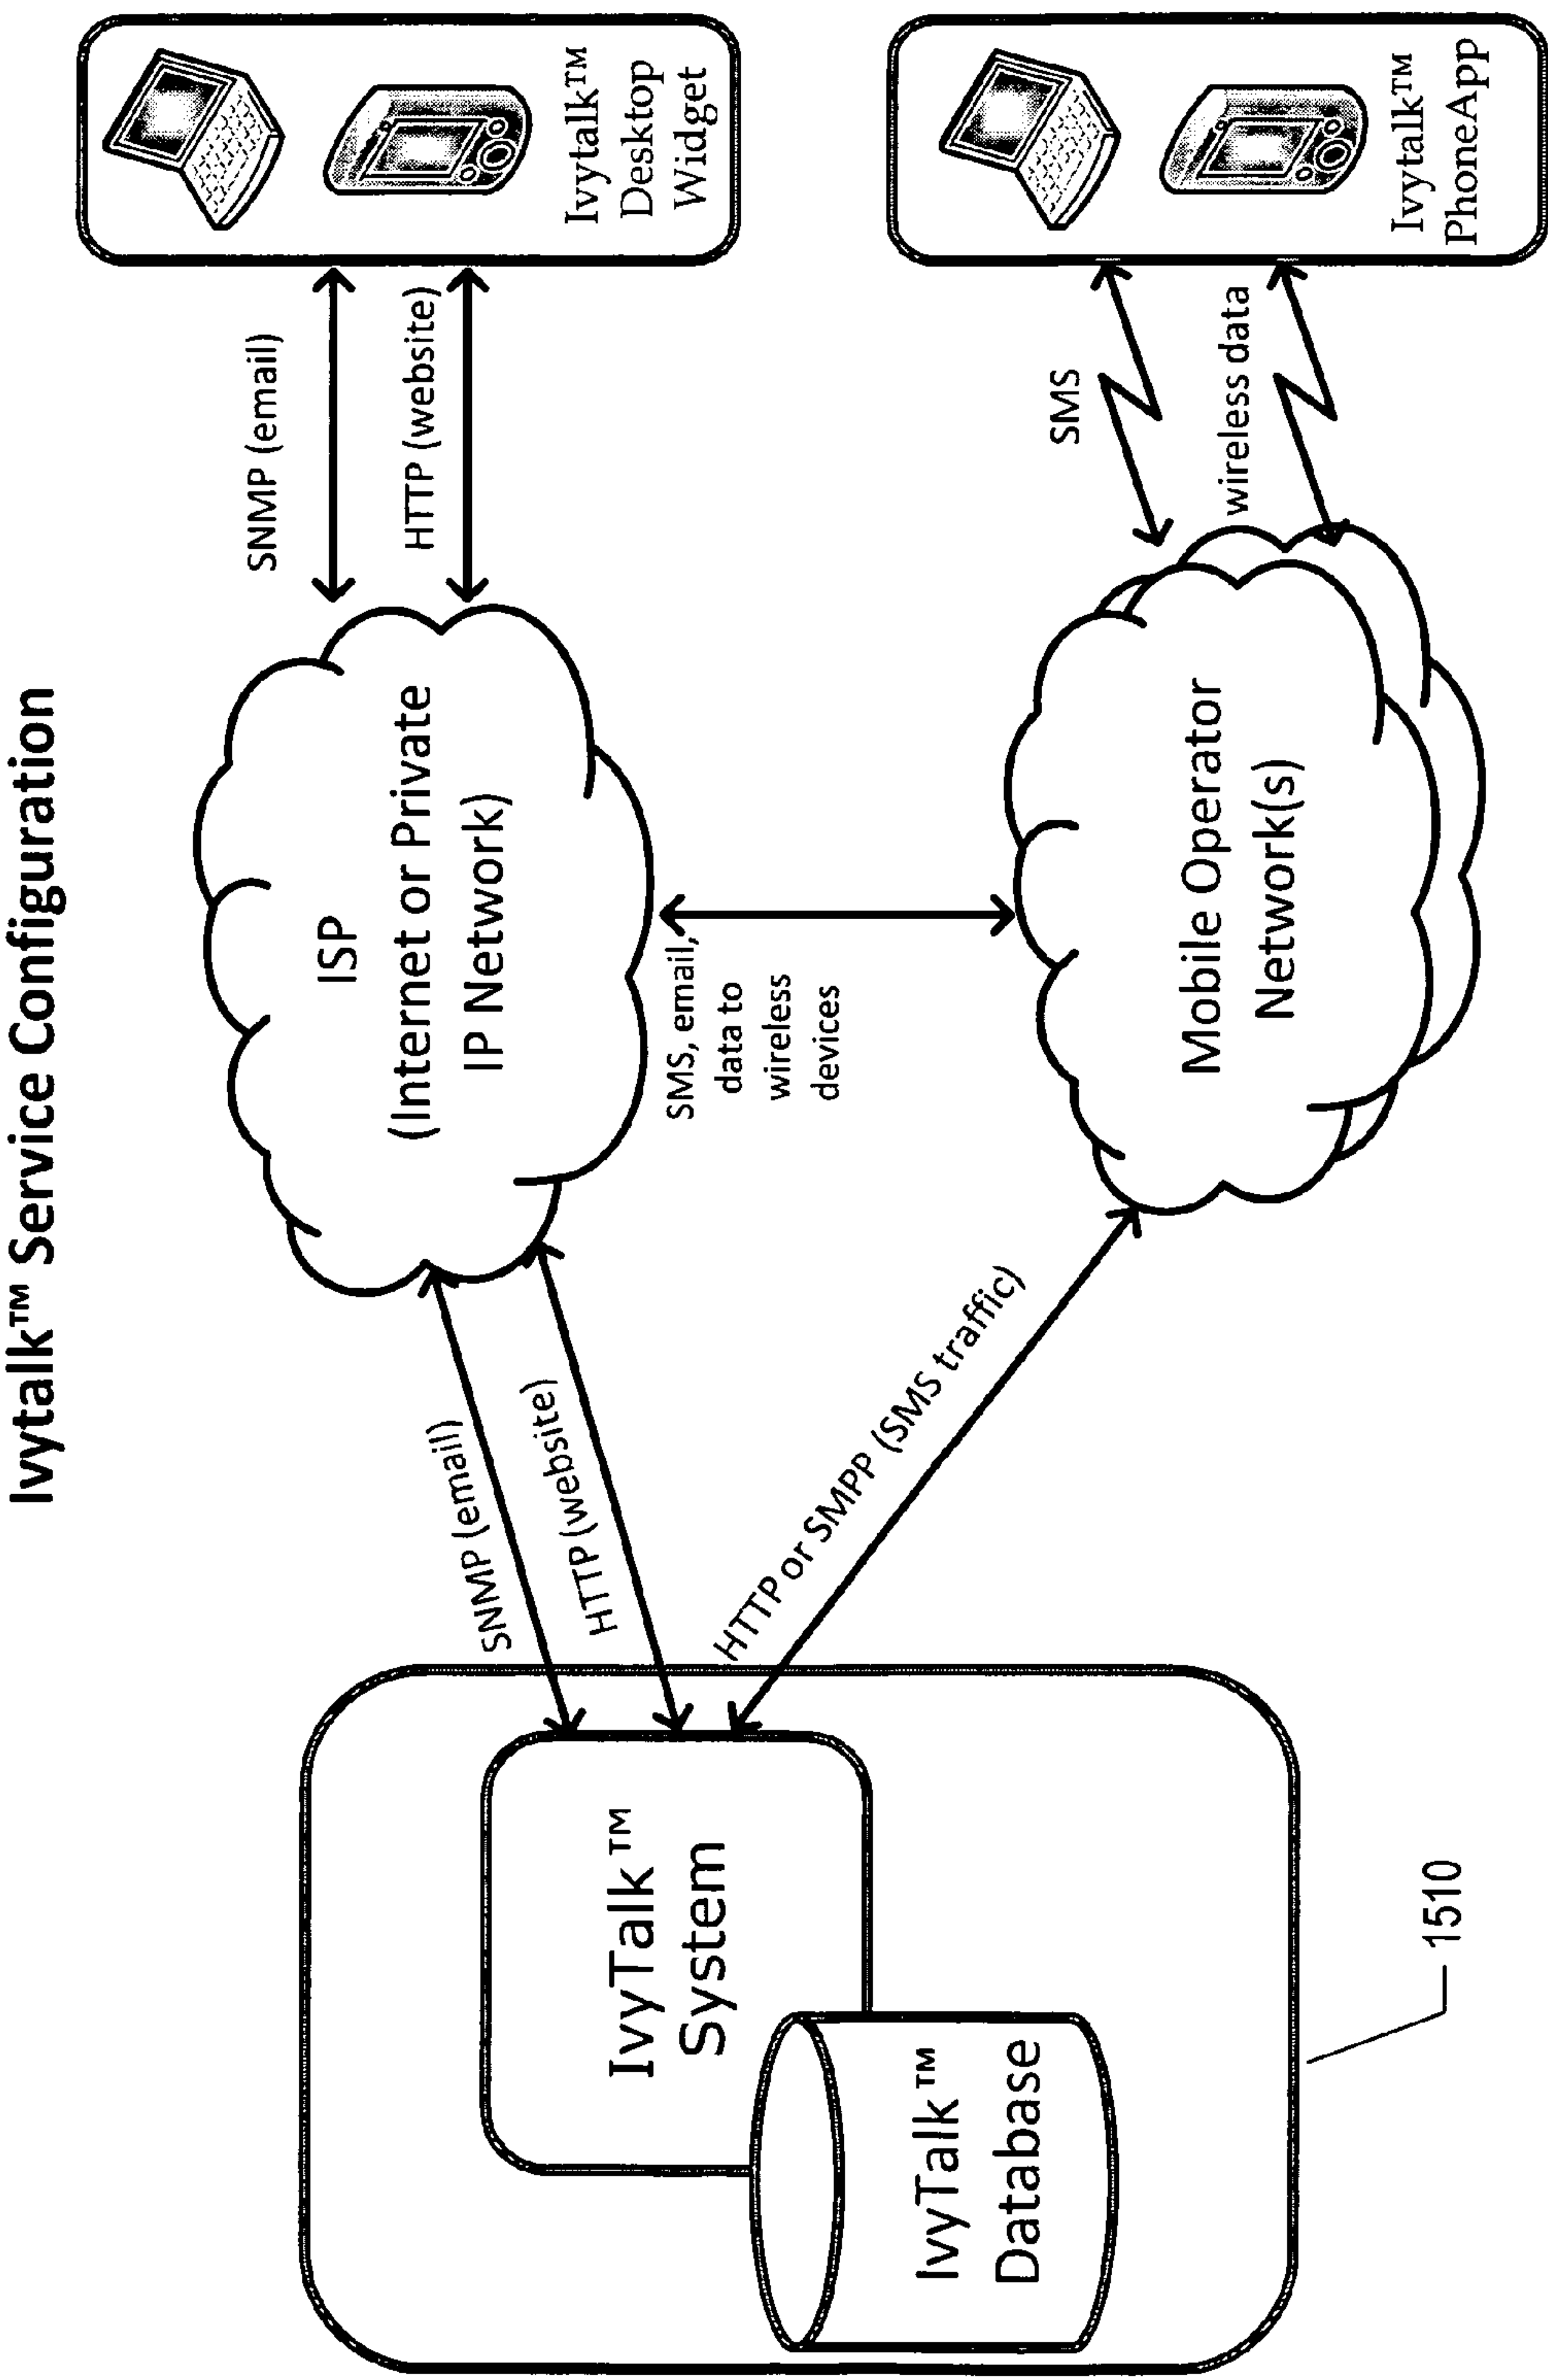 Ivytalk™ Service Configuration
IvyTalk™
System
IvyTalk™
Database
1510
SNMP (email)
HTTP (website)
HTTP or SMPP (SMS traffic)
ISP
(Internet or Private
IP Network)
SMS, email,
data to
wireless
devices
Mobile Operator
Network(s)
SNMP (email)
HTTP (website)
SMS
wireless data
Ivytalk™
Desktop
Widget
Ivytalk™
PhoneApp